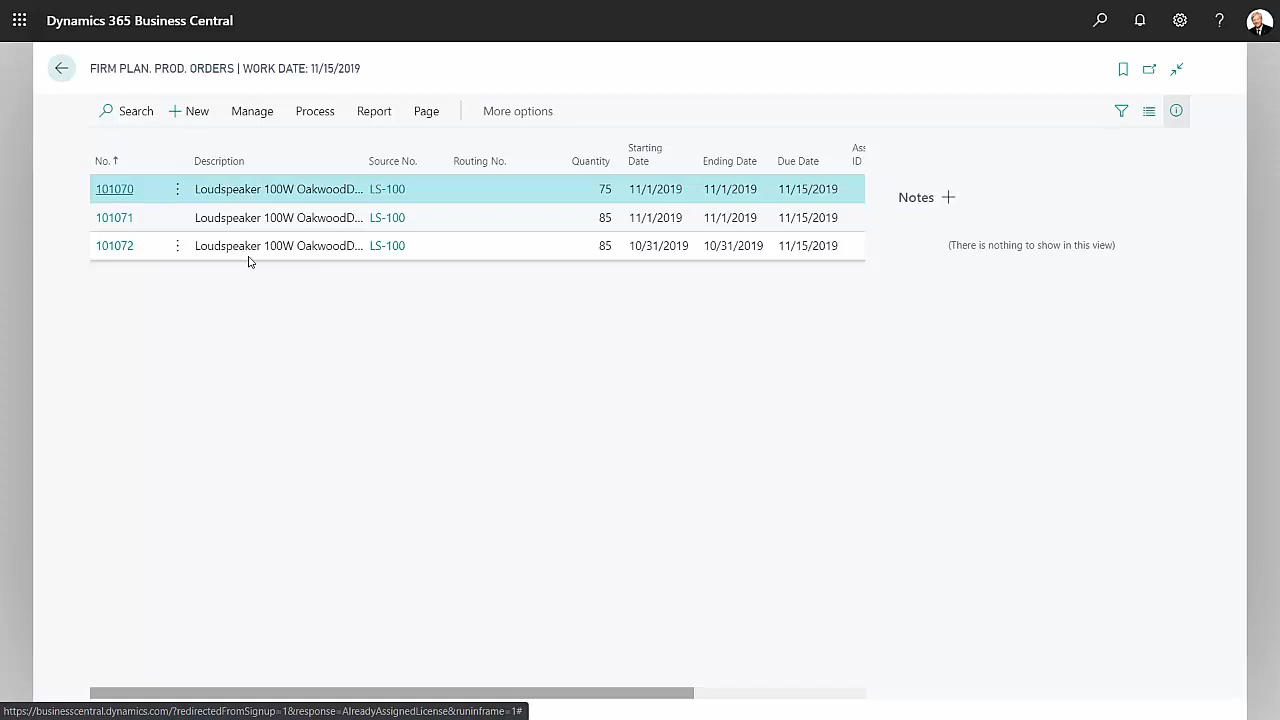 Dynamics 365 Business Central
FIRM PLAN. PROD. ORDERS | WORK DATE: 11/15/2019
Search New Manage Process Report Page More options
No. ↑ Description Source No. Routing No. Quantity Starting Date Ending Date Due Date Ass ID
101070 Loudspeaker 100W OakwoodD... LS-100 75 11/1/2019 11/1/2019 11/15/2019
101071 Loudspeaker 100W OakwoodD... LS-100 85 11/1/2019 11/1/2019 11/15/2019
101072 Loudspeaker 100W OakwoodD... LS-100 85 10/31/2019 10/31/2019 11/15/2019
Notes
(There is nothing to show in this view)
https://businesscentral.dynamics.com/?redirectedFromSignup=1&response=AlreadyAssignedLicense&runinframe=1#